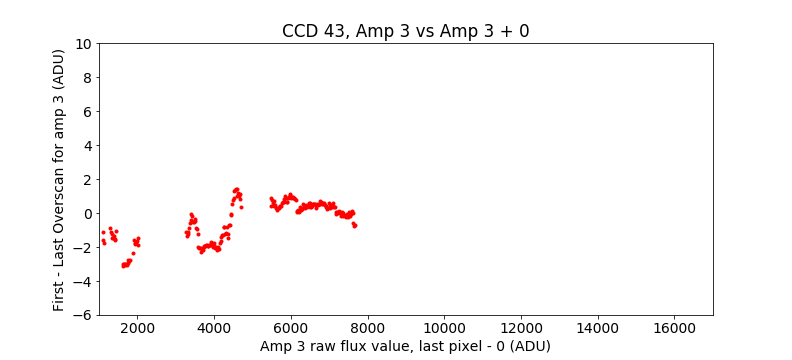 CCD 43, Amp 3 vs Amp 3 + 0
First - Last Overscan for amp 3 (ADU)
10
8
6
4
2
0
−2
−4
−6
2000 4000 6000 8000 10000 12000 14000 16000
Amp 3 raw flux value, last pixel - 0 (ADU)